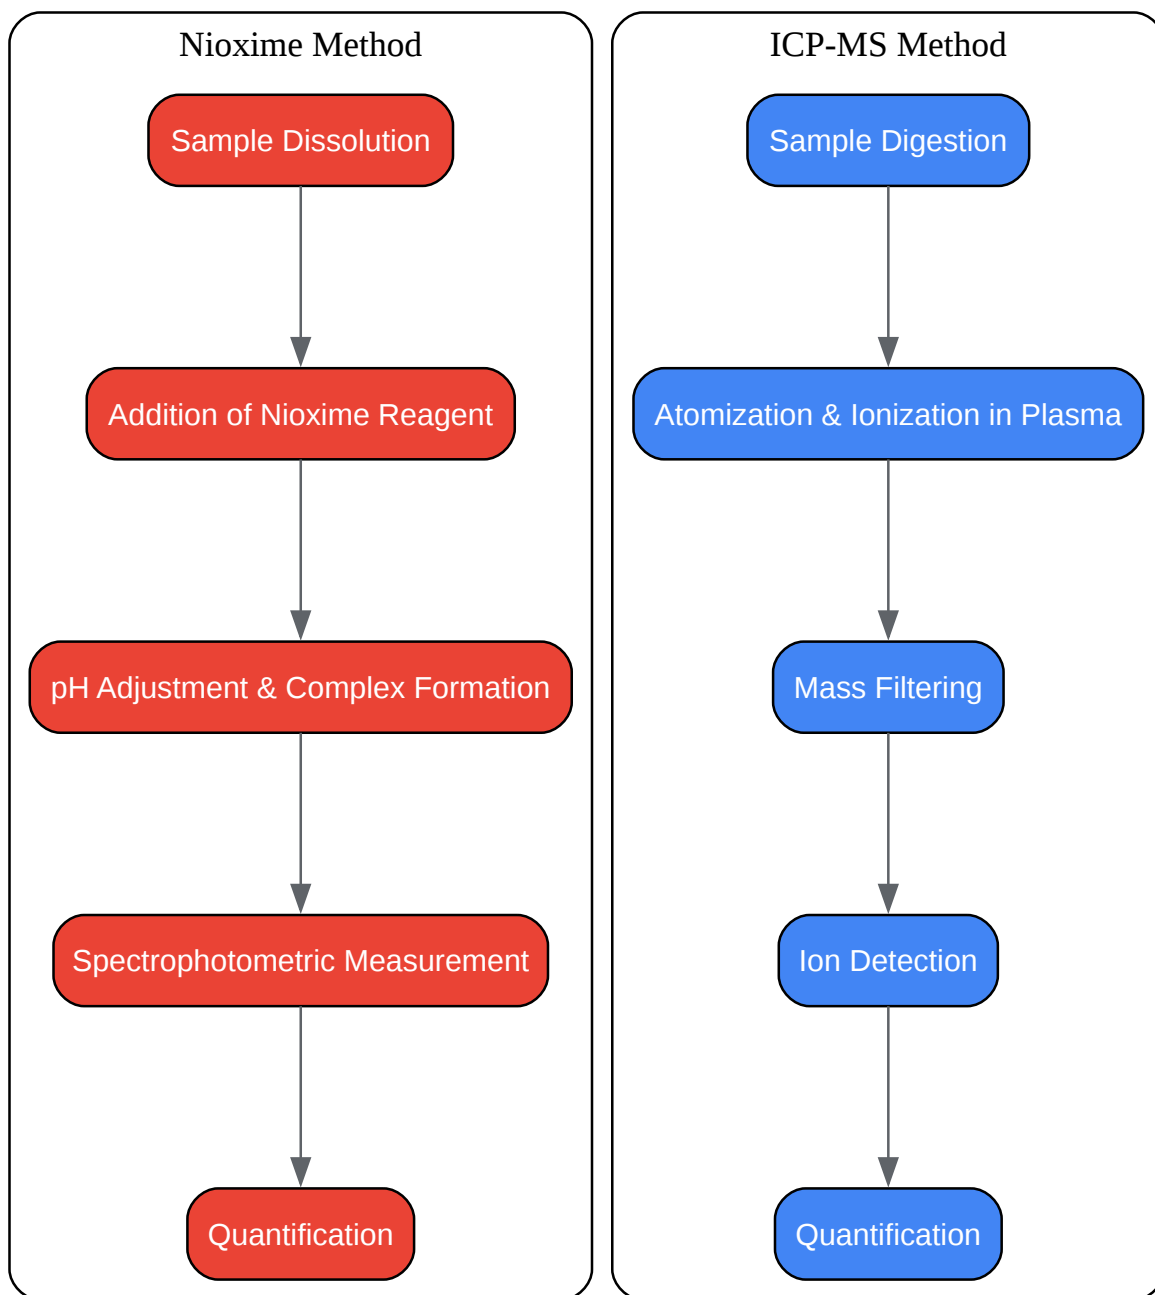 Nioxime Method
Sample Dissolution
Addition of Nioxime Reagent
pH Adjustment & Complex Formation
Spectrophotometric Measurement
Quantification
ICP-MS Method
Sample Digestion
Atomization & Ionization in Plasma
Mass Filtering
Ion Detection
Quantification